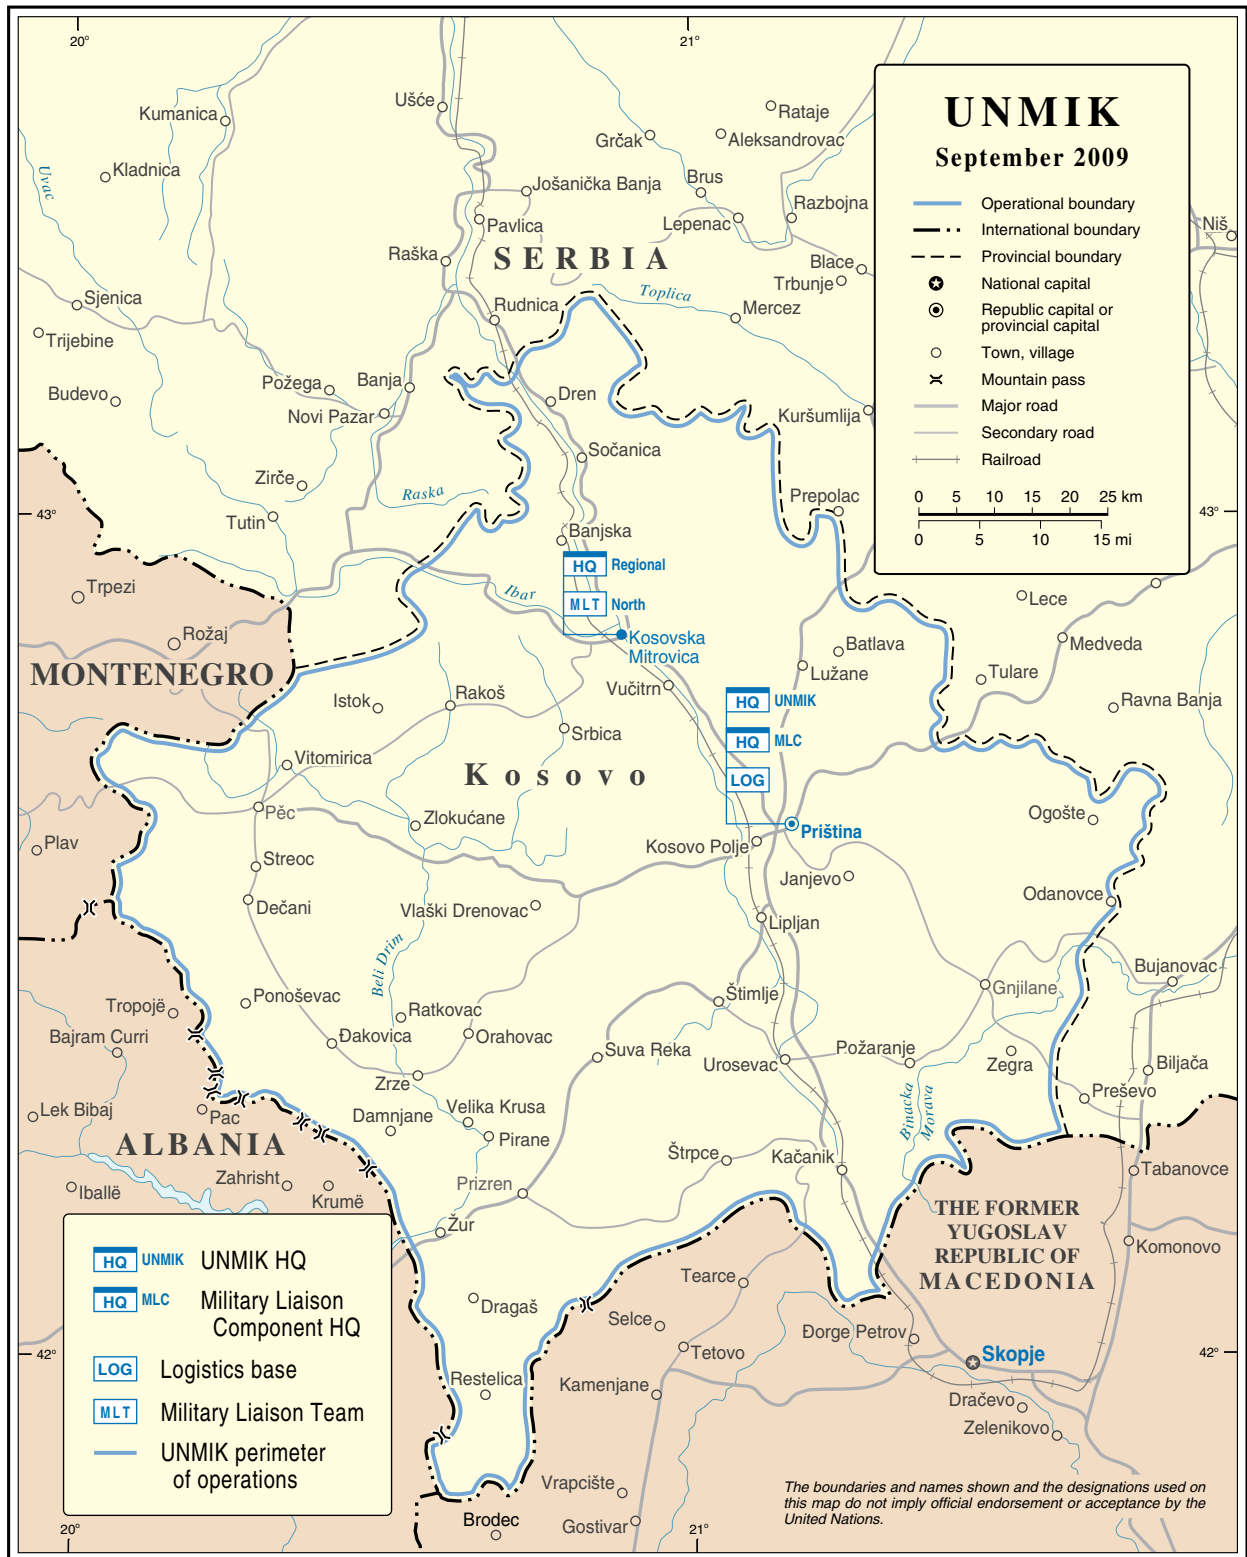 20°
21°
Ušće
Rataje
Kumanica
Grčak
Aleksandrovac
UNMIK
September 2009
Operational boundary
International boundary
Provincial boundary
National capital
Republic capital or
provincial capital
Town, village
Mountain pass
Major road
Secondary road
Railroad
0 5 10 15 20 25 km
0 5 10 15 mi
Kladnica
Uvac
Jošanička Banja
Brus
Razbojna
Pavlica
Lepenac
Niš
SERBIA
Raška
Blace
Trbunje
Toplica
Sjenica
Rudnica
Mercez
Trijebine
Požega
Banja
Budevo
Dren
Novi Pazar
Kuršumlija
Sočanica
Zirče
Raska
Prepolac
43°
43°
Tutin
Banjska
HQ Regional
MLT North
Ibar
Trpezi
Lece
Kosovska
Mitrovica
Rožaj
Batlava
Medveda
MONTENEGRO
Lužane
Tulare
Vučitrn
Istok
Rakoš
HQ UNMIK
Ravna Banja
Srbica
HQ MLC
Vitomirica
Kosovo
LOG
Pěc
Zlokućane
Ogošte
Priština
Plav
Kosovo Polje
Streoc
Janjevo
Dečani
Vlaški Drenovac
Odanovce
Lipljan
Beli Drim
Bujanovac
Ponoševac
Štimlje
Gnjilane
Tropojë
Ratkovac
Bajram Curri
Đakovica
Orahovac
Suva Reka
Urosevac
Požaranje
Zegra
Biljača
Zrze
Binacka
Morava
Preševo
Lek Bibaj
Pac
Damnjane
Velika Krusa
Pirane
ALBANIA
Štrpce
Kačanik
Tabanovce
Iballë
Zahrisht
Krumë
Prizren
THE FORMER
YUGOSLAV
REPUBLIC OF
MACEDONIA
Žur
Komonovo
HQ UNMIK UNMIK HQ
HQ MLC Military Liaison
Component HQ
LOG Logistics base
MLT Military Liaison Team
UNMIK perimeter
of operations
Tearce
Dragaš
Selce
Đorge Petrov
42°
42°
Tetovo
Skopje
Restelica
Kamenjane
Dračevo
Zelenikovo
Vrapcište
Brodec
Gostivar
The boundaries and names shown and the designations used on
this map do not imply official endorsement or acceptance by the
United Nations.
20°
21°